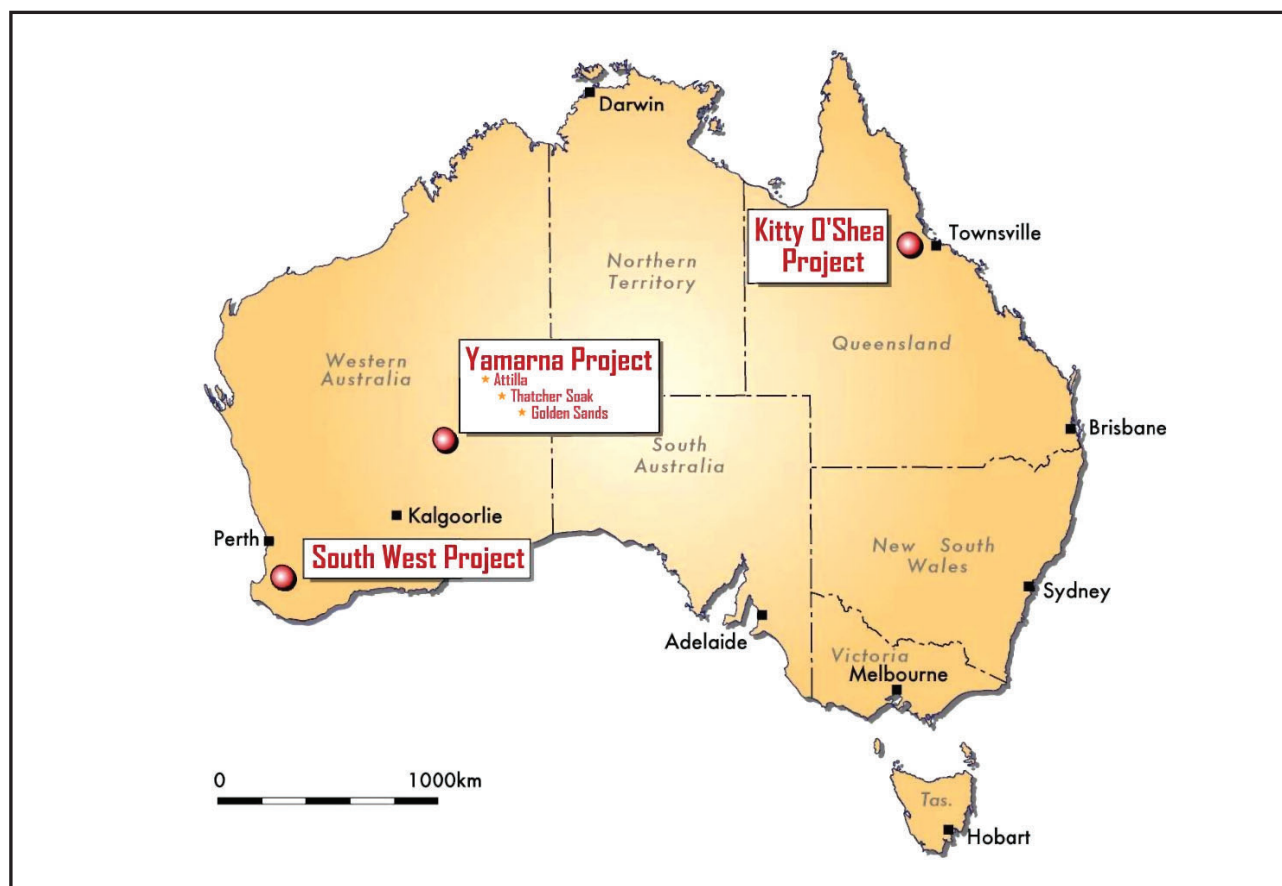 Darwin
Kitty O'Shea
Project
Townsville
Northern
Territory
Queensland
Western
Australia
Yamarna Project
Attilla
Thatcher Soak
Golden Sands
South
Australia
Brisbane
Kalgoorlie
Perth
South West Project
New South
Wales
Sydney
Adelaide
Victoria
Melbourne
0 1000km
Tas.
Hobart